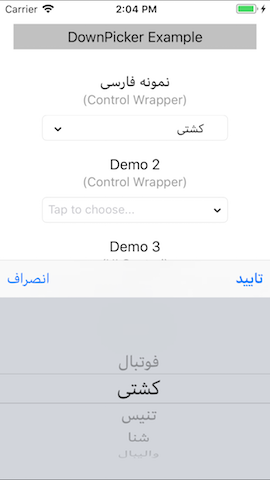 Carrier 2:04 PM
DownPicker Example
نمونه فارسی
(Control Wrapper)
کشتی
Demo 2
(Control Wrapper)
Tap to choose...
Demo 3
تایید انصراف
فوتبال
کشتی
تنیس
شنا
والیبال